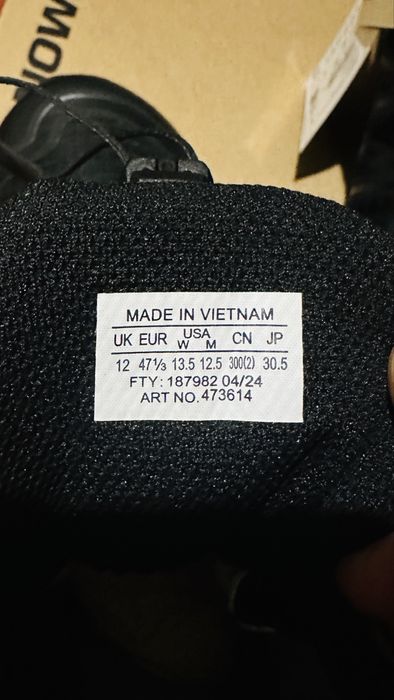 MADE IN VIETNAM
UK EUR USA W M CN JP
12 47⅓ 13.5 12.5 300(2) 30.5
FTY: 187982 04/24
ART NO. 473614